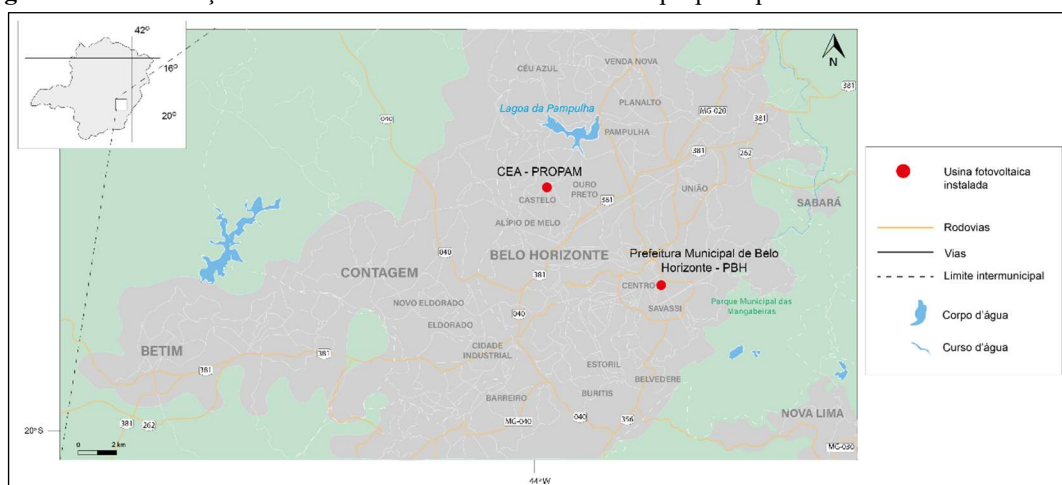 42º
16º
20º
N
CÉU AZUL
VENDA NOVA
381
PLANALTO
Lagoa da Pampulha
MG-020
040
PAMPULHA
381
381
262
CEA - PROPAM
OURO
PRETO
UNIÃO
CASTELO
381
SABARÁ
ALÍPIO DE MELO
040
BELO HORIZONTE
Prefeitura Municipal de Belo
Horizonte - PBH
CONTAGEM
381
CENTRO
NOVO ELDORADO
SAVASSI
Parque Municipal das
Mangabeiras
040
ELDORADO
CIDADE
INDUSTRIAL
BETIM
381
381
ESTORIL
BELVEDERE
BURITIS
BARREIRO
NOVA LIMA
040
356
MG-040
381
262
20ºS
MG-030
0
2 km
44ºW
Usina fotovoltaica
instalada
Rodovias
Vias
Limite intermunicipal
Corpo d'água
Curso d'água